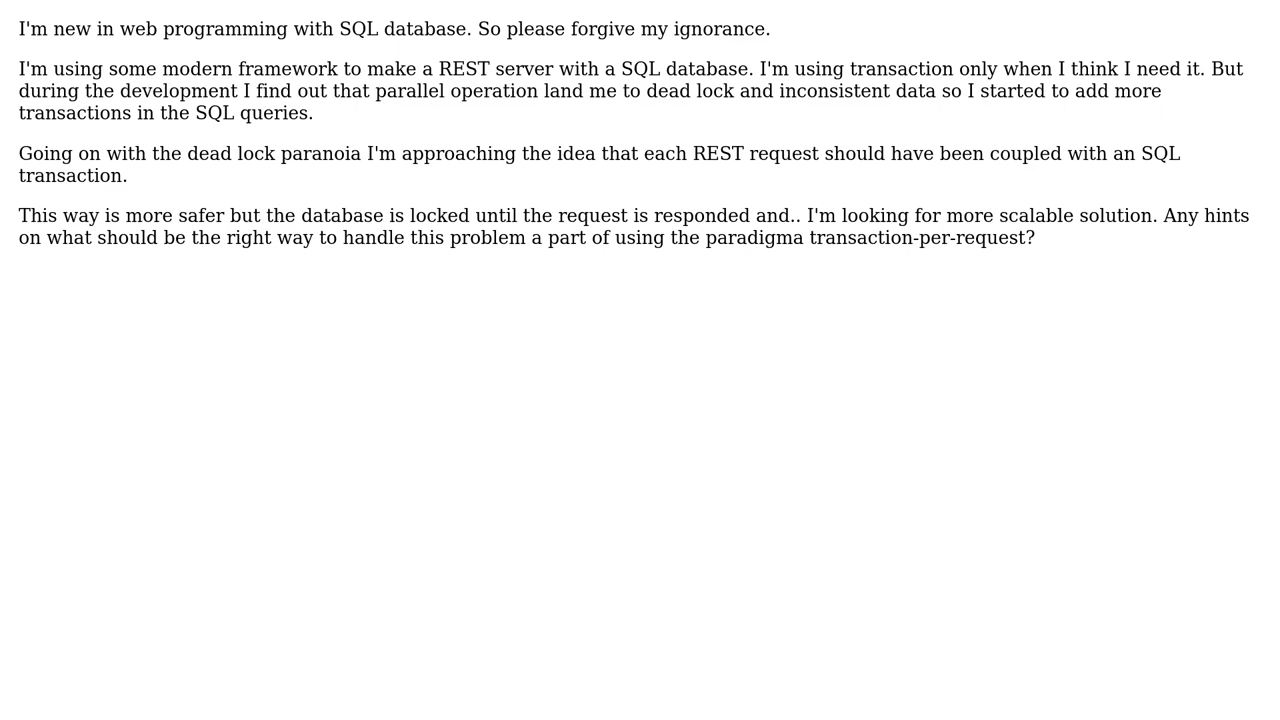 I'm new in web programming with SQL database. So please forgive my ignorance.
I'm using some modern framework to make a REST server with a SQL database. I'm using transaction only when I think I need it. But
during the development I find out that parallel operation land me to dead lock and inconsistent data so I started to add more
transactions in the SQL queries.
Going on with the dead lock paranoia I'm approaching the idea that each REST request should have been coupled with an SQL
transaction.
This way is more safer but the database is locked until the request is responded and.. I'm looking for more scalable solution. Any hints
on what should be the right way to handle this problem a part of using the paradigma transaction-per-request?